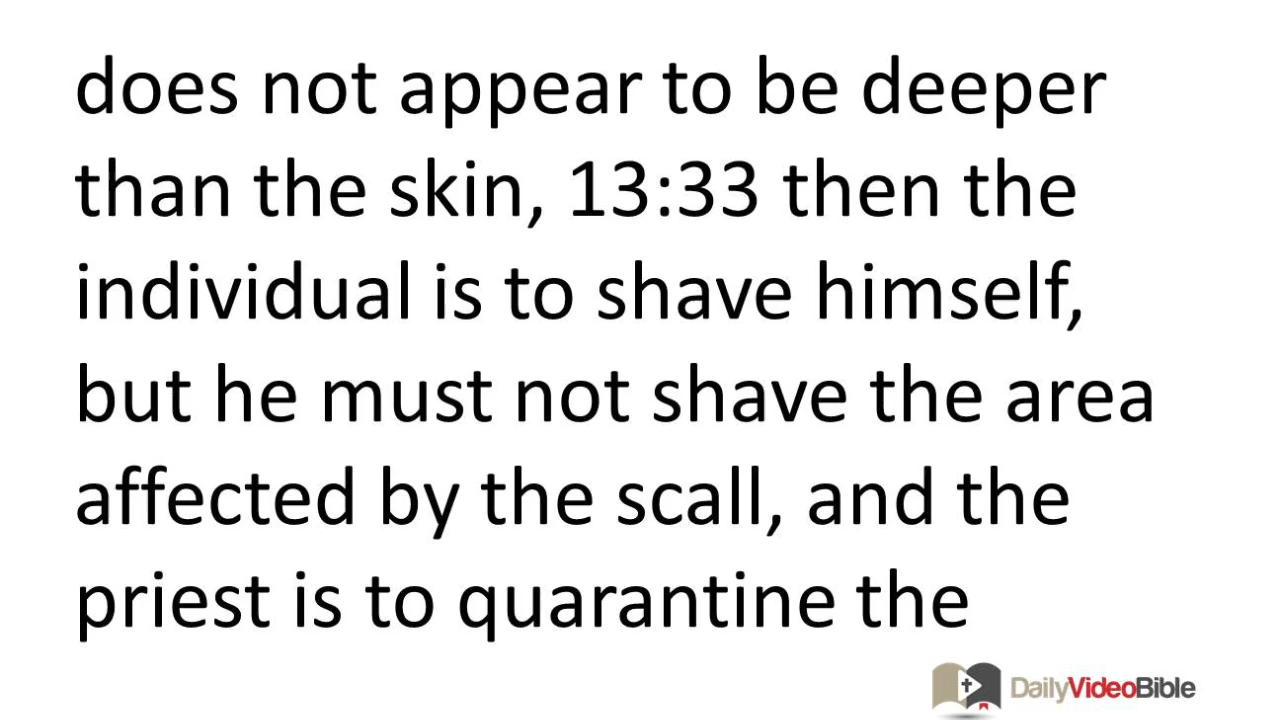 does not appear to be deeper
than the skin, 13:33 then the
individual is to shave himself,
but he must not shave the area
affected by the scall, and the
priest is to quarantine the
DailyVideoBible